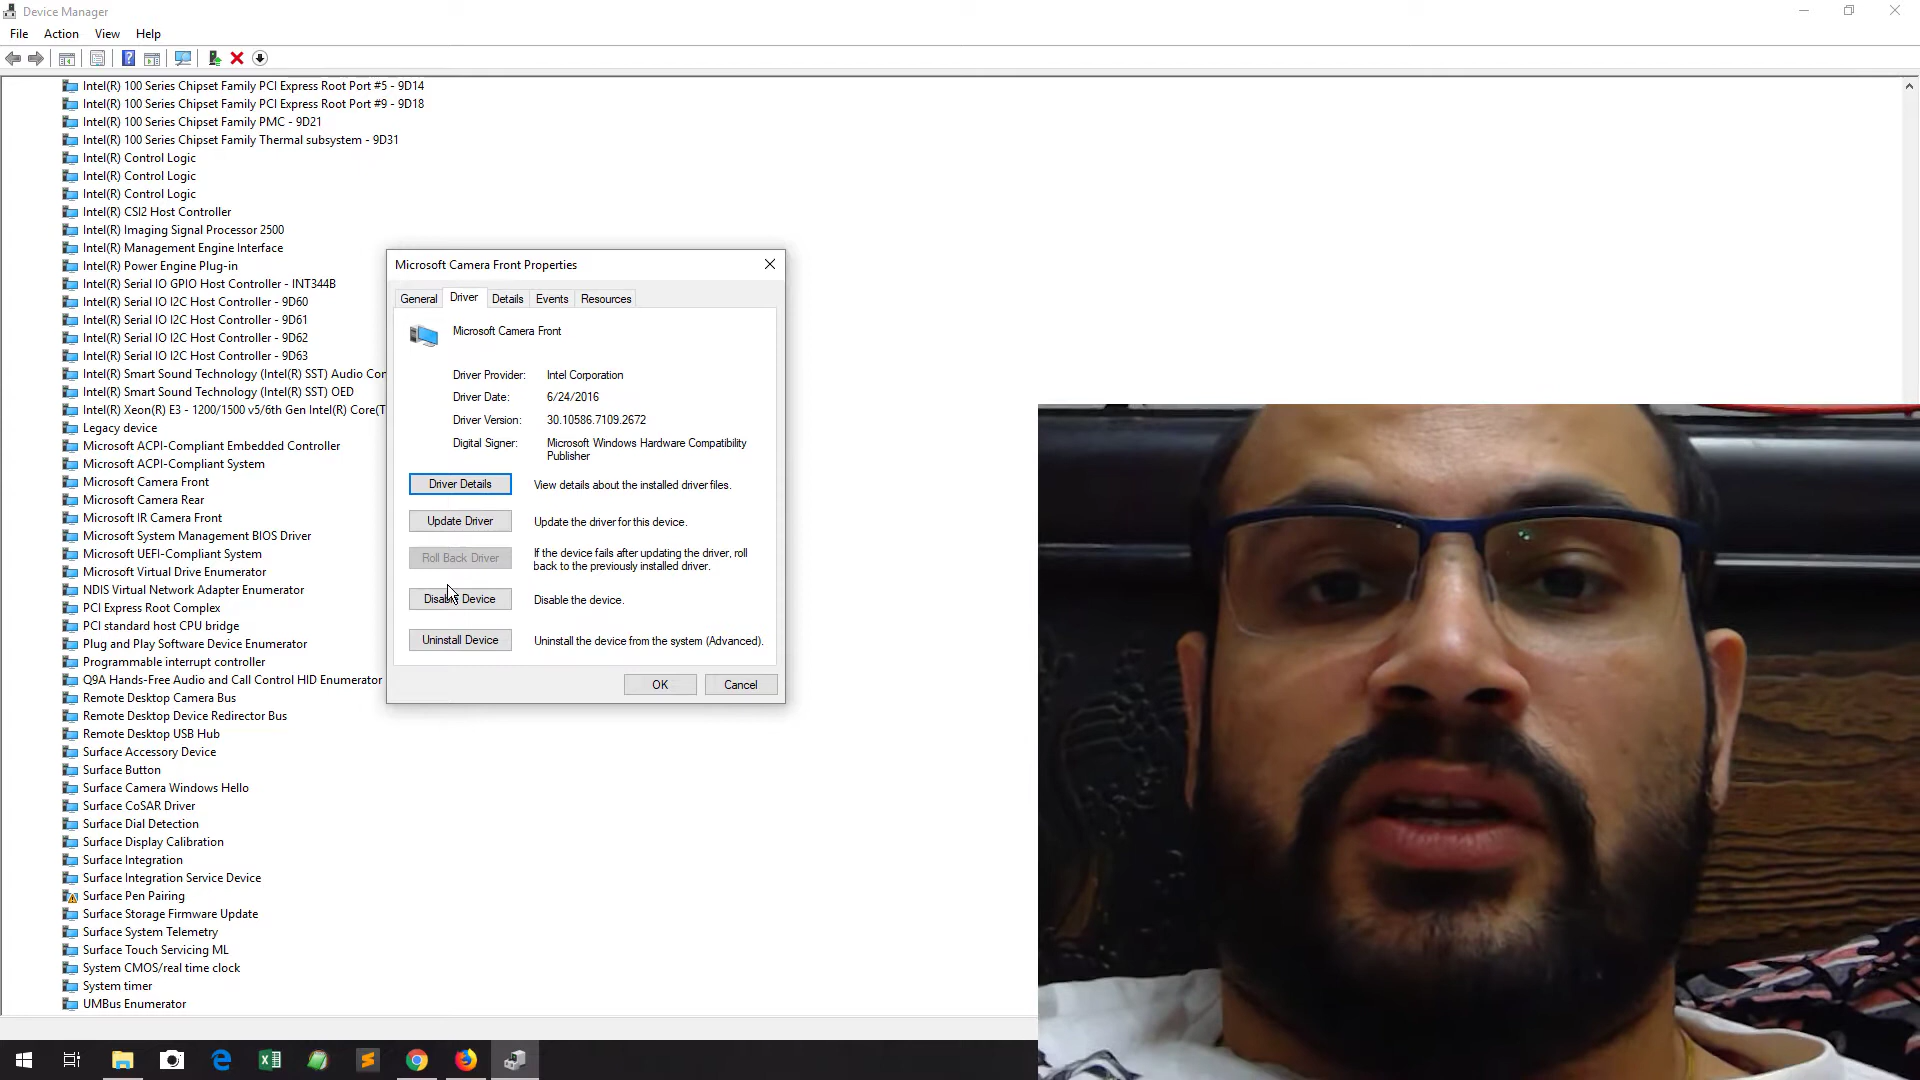 Device Manager
File Action View Help
Intel(R) 100 Series Chipset Family PCI Express Root Port #5 - 9D14
Intel(R) 100 Series Chipset Family PCI Express Root Port #9 - 9D18
Intel(R) 100 Series Chipset Family PMC - 9D21
Intel(R) 100 Series Chipset Family Thermal subsystem - 9D31
Intel(R) Control Logic
Intel(R) Control Logic
Intel(R) Control Logic
Intel(R) CSI2 Host Controller
Intel(R) Imaging Signal Processor 2500
Intel(R) Management Engine Interface
Intel(R) Power Engine Plug-in
Intel(R) Serial IO GPIO Host Controller - INT344B
Intel(R) Serial IO I2C Host Controller - 9D60
Intel(R) Serial IO I2C Host Controller - 9D61
Intel(R) Serial IO I2C Host Controller - 9D62
Intel(R) Serial IO I2C Host Controller - 9D63
Intel(R) Smart Sound Technology (Intel(R) SST) Audio Con
Intel(R) Smart Sound Technology (Intel(R) SST) OED
Intel(R) Xeon(R) E3 - 1200/1500 v5/6th Gen Intel(R) Core(T
Legacy device
Microsoft ACPI-Compliant Embedded Controller
Microsoft ACPI-Compliant System
Microsoft Camera Front
Microsoft Camera Rear
Microsoft IR Camera Front
Microsoft System Management BIOS Driver
Microsoft UEFI-Compliant System
Microsoft Virtual Drive Enumerator
NDIS Virtual Network Adapter Enumerator
PCI Express Root Complex
PCI standard host CPU bridge
Plug and Play Software Device Enumerator
Programmable interrupt controller
Q9A Hands-Free Audio and Call Control HID Enumerator
Remote Desktop Camera Bus
Remote Desktop Device Redirector Bus
Remote Desktop USB Hub
Surface Accessory Device
Surface Button
Surface Camera Windows Hello
Surface CoSAR Driver
Surface Dial Detection
Surface Display Calibration
Surface Integration
Surface Integration Service Device
Surface Pen Pairing
Surface Storage Firmware Update
Surface System Telemetry
Surface Touch Servicing ML
System CMOS/real time clock
System timer
UMBus Enumerator
Microsoft Camera Front Properties
General Driver Details Events Resources
Microsoft Camera Front
Driver Provider: Intel Corporation
Driver Date: 6/24/2016
Driver Version: 30.10586.7109.2672
Digital Signer: Microsoft Windows Hardware Compatibility
Publisher
Driver Details View details about the installed driver files.
Update Driver Update the driver for this device.
Roll Back Driver If the device fails after updating the driver, roll
back to the previously installed driver.
Disable Device Disable the device.
Uninstall Device Uninstall the device from the system (Advanced).
OK Cancel